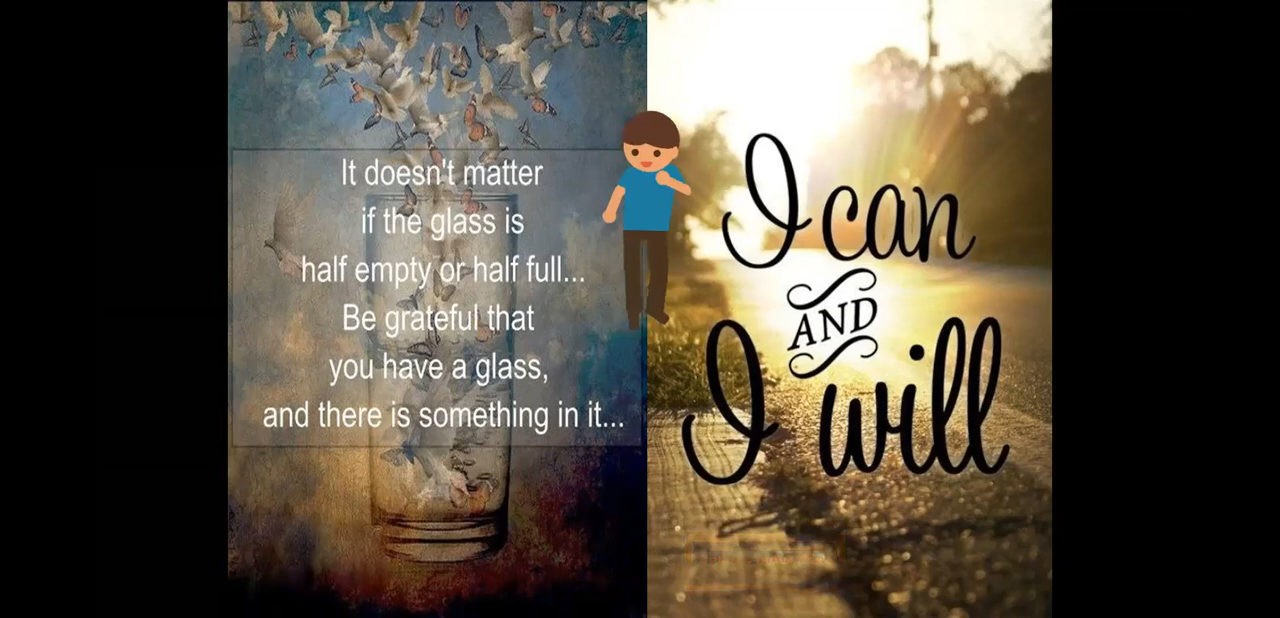 It doesn't matter
if the glass is
half empty or half full...
Be grateful that
you have a glass,
and there is something in it...
I can
AND
I will